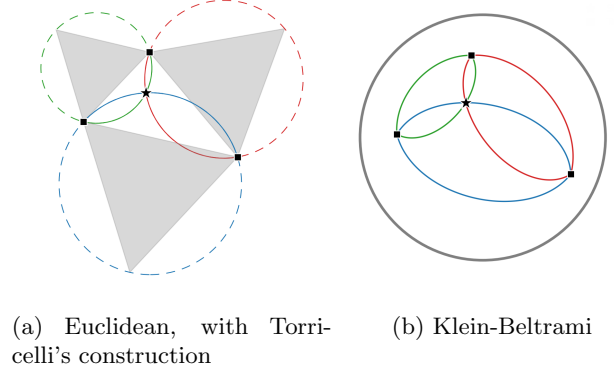 (a) Euclidean, with Torri-
celli's construction
(b) Klein-Beltrami